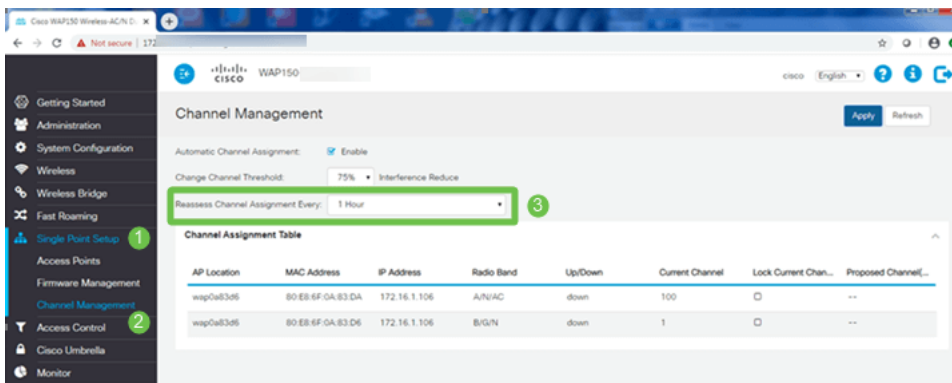 Cisco WAP150 Wireless-AC/N D
Not secure | 172
cisco WAP150
cisco English
Getting Started
Administration
System Configuration
Wireless
Wireless Bridge
Fast Roaming
Single Point Setup 1
Access Points
Firmware Management
Channel Management
2
Access Control
Cisco Umbrella
Monitor
Channel Management
Apply Refresh
Automatic Channel Assignment: Enable
Change Channel Threshold: 75% Interference Reduce
Reassess Channel Assignment Every: 1 Hour 3
Channel Assignment Table
AP Location MAC Address IP Address Radio Band Up/Down Current Channel Lock Current Chan... Proposed Channel(...
wap0a83d6 80:E8:6F:0A:83:DA 172.16.1.106 A/N/AC down 100 --
wap0a83d6 80:E8:6F:0A:83:D6 172.16.1.106 B/G/N down 1 --